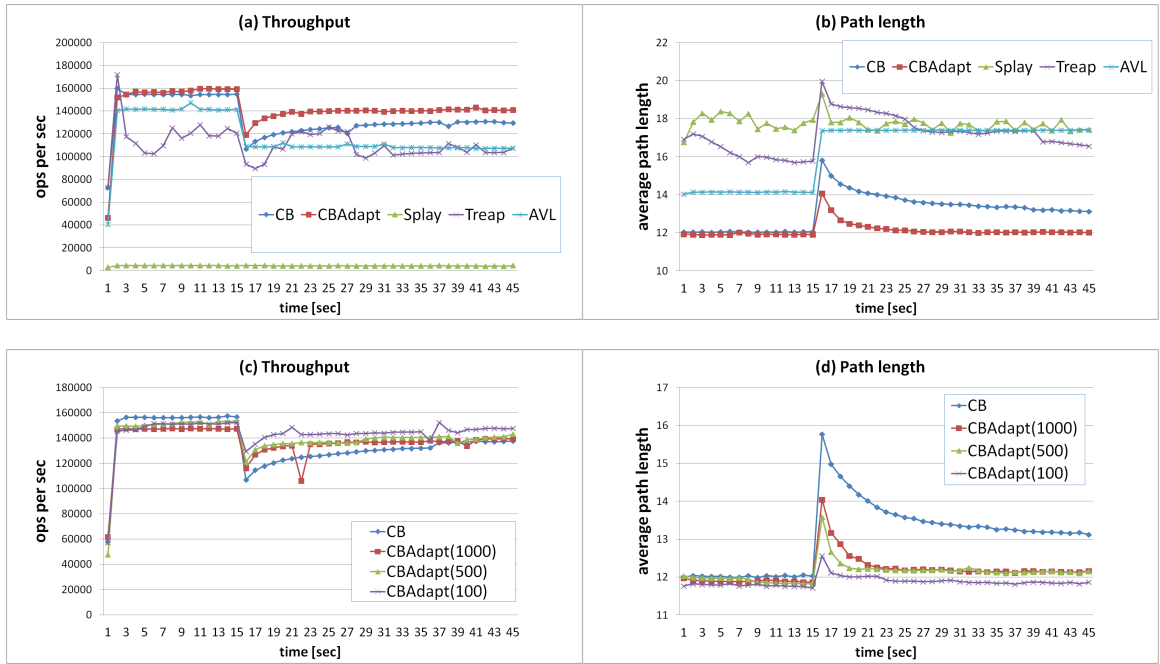 (a) Throughput
ops per sec
200000
180000
160000
140000
120000
100000
80000
60000
40000
20000
0
CB CBAdapt Splay Treap AVL
1 3 5 7 9 11 13 15 17 19 21 23 25 27 29 31 33 35 37 39 41 43 45
time [sec]
(b) Path length
average path length
22
20
18
16
14
12
10
CB CBAdapt Splay Treap AVL
1 3 5 7 9 11 13 15 17 19 21 23 25 27 29 31 33 35 37 39 41 43 45
time [sec]
(c) Throughput
ops per sec
180000
160000
140000
120000
100000
80000
60000
40000
20000
0
CB
CBAdapt(1000)
CBAdapt(500)
CBAdapt(100)
1 3 5 7 9 11 13 15 17 19 21 23 25 27 29 31 33 35 37 39 41 43 45
time [sec]
(d) Path length
average path length
17
16
15
14
13
12
11
CB
CBAdapt(1000)
CBAdapt(500)
CBAdapt(100)
1 3 5 7 9 11 13 15 17 19 21 23 25 27 29 31 33 35 37 39 41 43 45
time [sec]